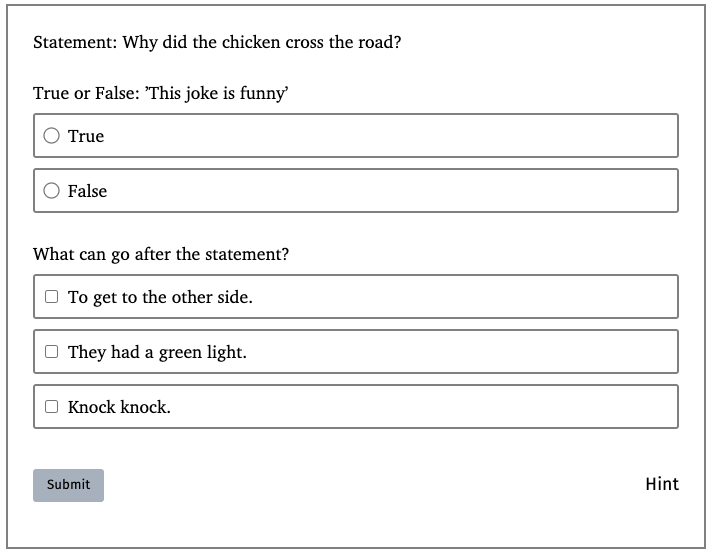 Statement: Why did the chicken cross the road?
True or False: ’This joke is funny’
True
False
What can go after the statement?
To get to the other side.
They had a green light.
Knock knock.
Submit
Hint